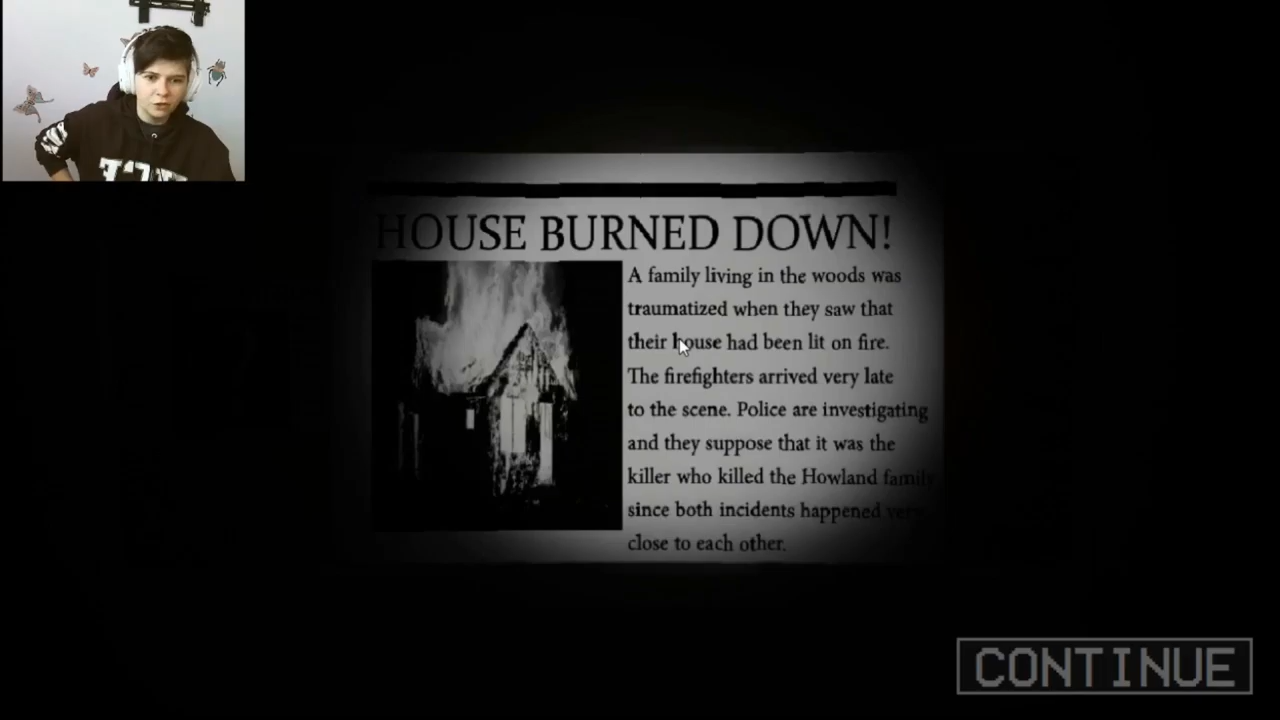 HOUSE BURNED DOWN!
A family living in the woods was
traumatized when they saw that
their house had been lit on fire.
The firefighters arrived very late
to the scene. Police are investigating
and they suppose that it was the
killer who killed the Howland family
since both incidents happened very
close to each other.
CONTINUE